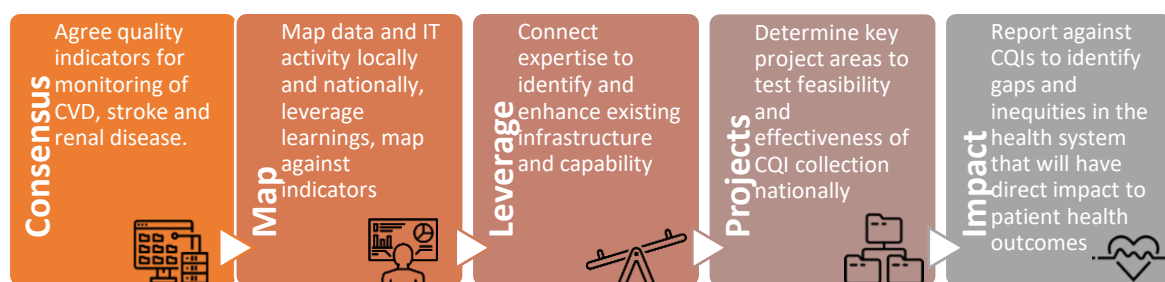 Consensus
Agree quality
indicators for
monitoring of
CVD, stroke and
renal disease.
Map
Map data and IT
activity locally
and nationally,
leverage
learnings, map
against
indicators
Leverage
Connect
expertise to
identify and
enhance existing
infrastructure
and capability
Projects
Determine key
project areas to
test feasibility
and
effectiveness of
CQI collection
nationally
Impact
Report against
CQIs to identify
gaps and
inequities in the
health system
that will have
direct impact to
patient health
outcomes